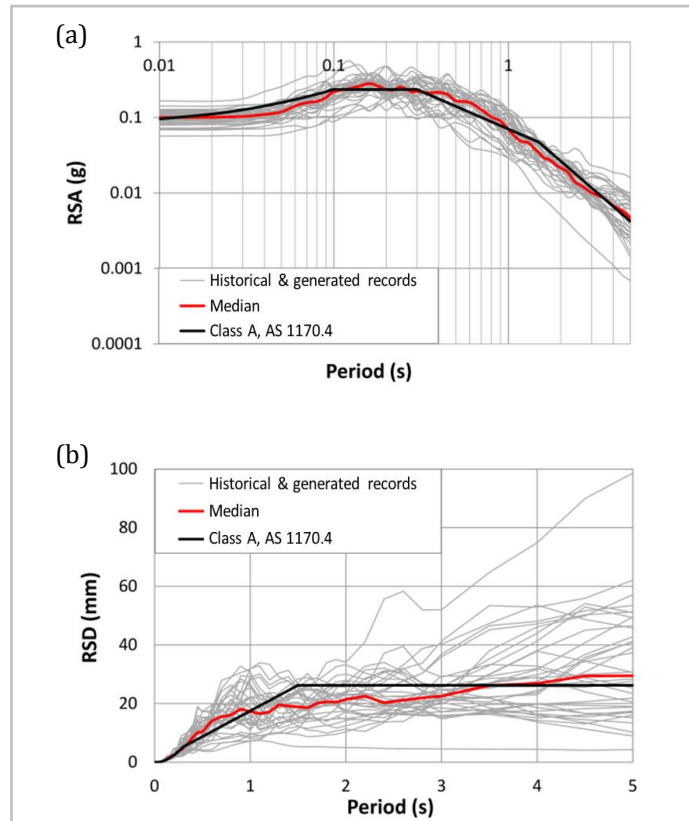 (a)
1
0.01 0.1 1
0.1
0.01
0.001
0.0001
RSA (g)
Historical & generated records
Median
Class A, AS 1170.4
Period (s)
(b)
100
80
60
40
20
0
RSD (mm)
Historical & generated records
Median
Class A, AS 1170.4
0 1 2 3 4 5
Period (s)